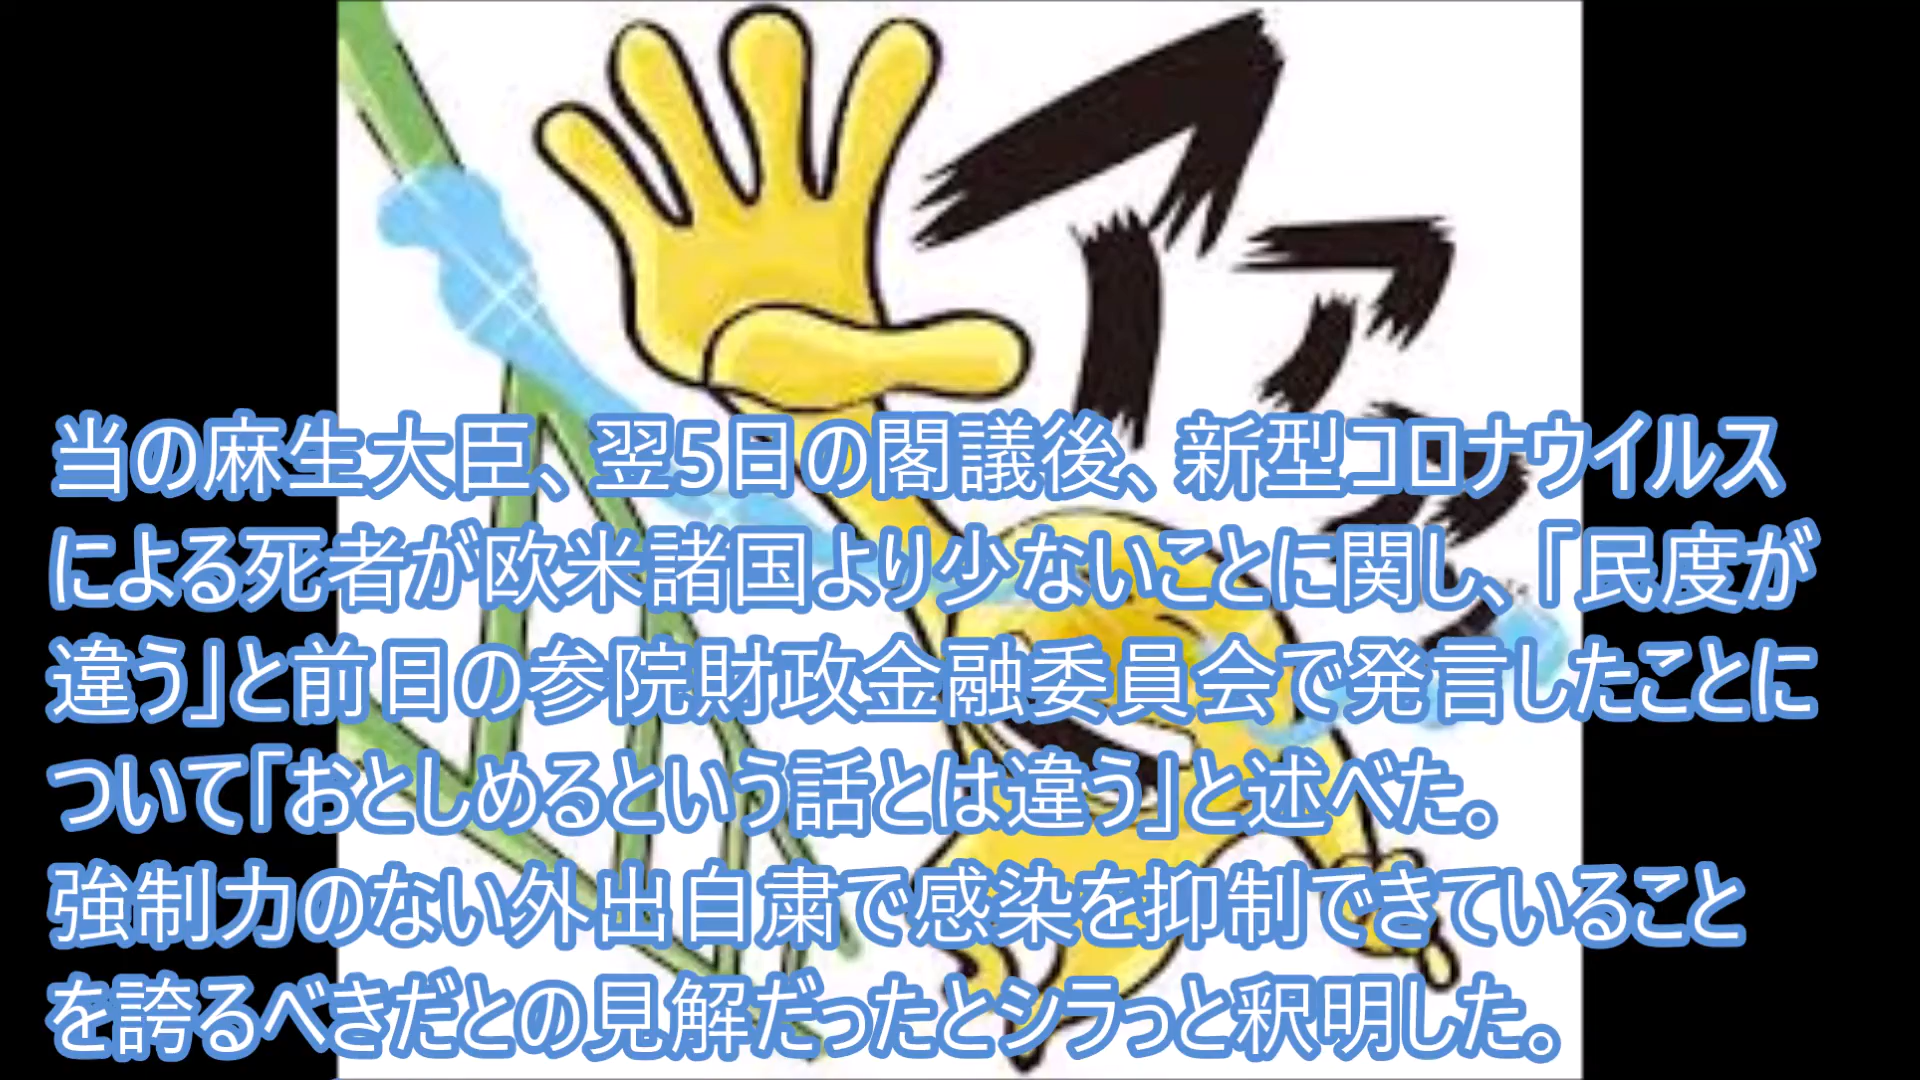 アァ
当の麻生大臣、翌5日の閣議後、新型コロナウイルス
による死者が欧米諸国より少ないことに関し、「民度が
違う」と前日の参院財政金融委員会で発言したことに
ついて「おとしめるという話とは違う」と述べた。
強制力のない外出自粛で感染を抑制できていること
を誇るべきだとの見解だったとシラっと釈明した。